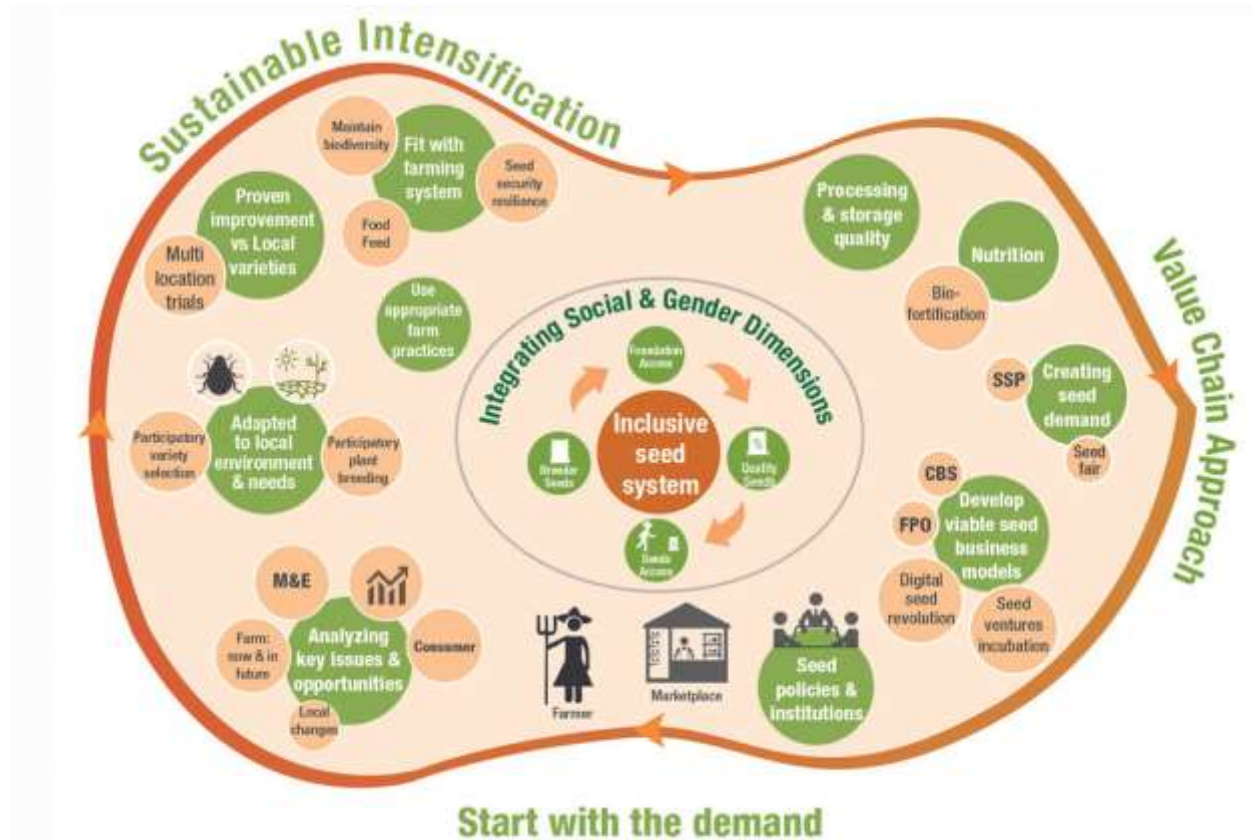 Sustainable Intensification
Maintain
biodiversity
Fit with
farming
system
Seed
security
resiliance
Food
Feed
Proven
improvement
vs Local
varieties
Multi
location
trials
Use
appropriate
farm
practices
Processing
& storage
quality
Nutrition
Bio-
fortification
Value Chain Approach
SSP
Creating
seed
demand
Seed
fair
Integrating Social & Gender Dimensions
Foundation
Access
Inclusive
seed
system
Breeder
Seeds
Quality
Seeds
Seeds
Access
Adapted
to local
environment
& needs
Participatory
variety
selection
Participatory
plant
breeding
CBS
FPO
Develop
viable seed
business
models
Digital
seed
revolution
Seed
ventures
incubation
M&E
Farm:
now & in
future
Analyzing
key issues &
opportunities
Consumer
Local
changes
Farmer
Marketplace
Seed
policies &
institutions
Start with the demand